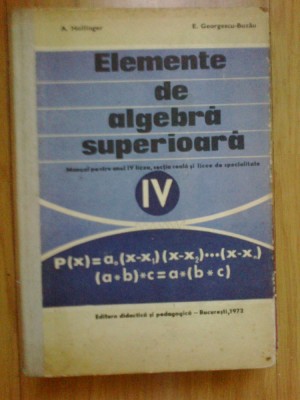 A. Hollinger E. Georgescu-Buzău
Elemente
de
algebră
superioară
Manual pentru anul IV liceu, secția reală și licee de specialitate
IV
P(x)=aₙ(x-x₁)(x-x₂)···(x-xₙ)
(a∗b)∗c=a∗(b∗c)
Editura didactică și pedagogică – București, 1973